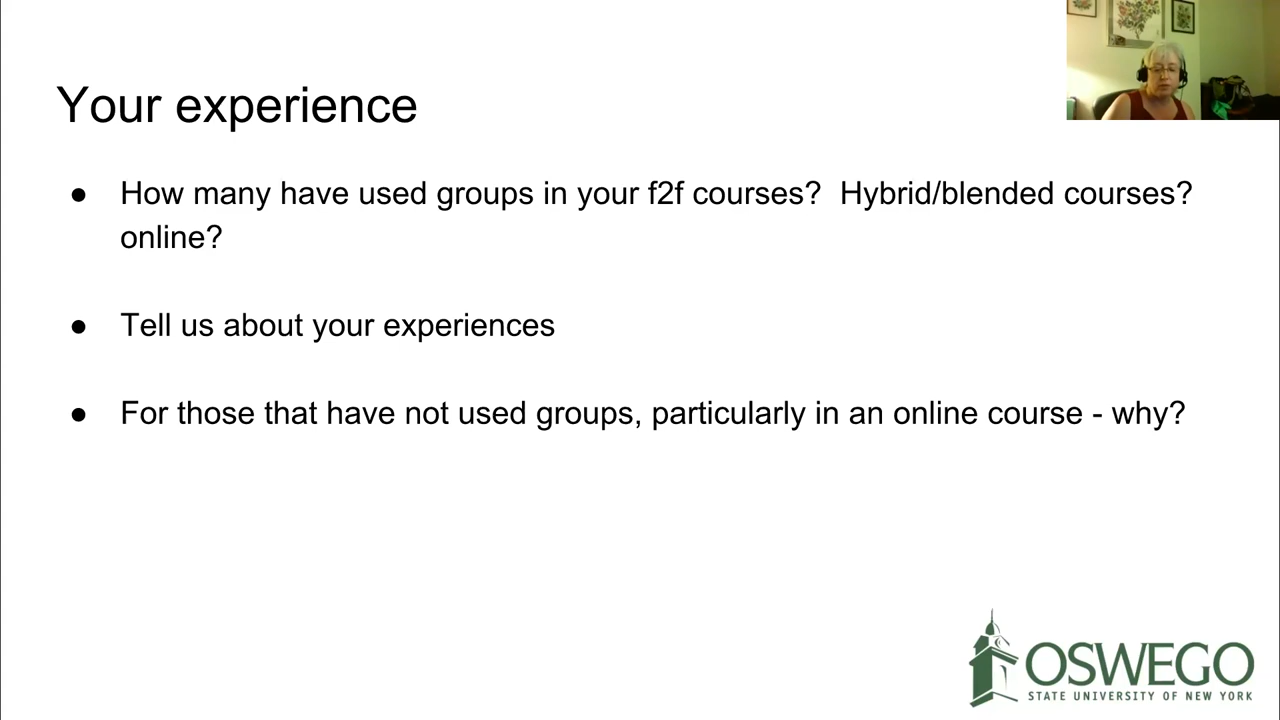 Your experience
● How many have used groups in your f2f courses?  Hybrid/blended courses?
online?
● Tell us about your experiences
● For those that have not used groups, particularly in an online course - why?
OSWEGO
STATE UNIVERSITY OF NEW YORK